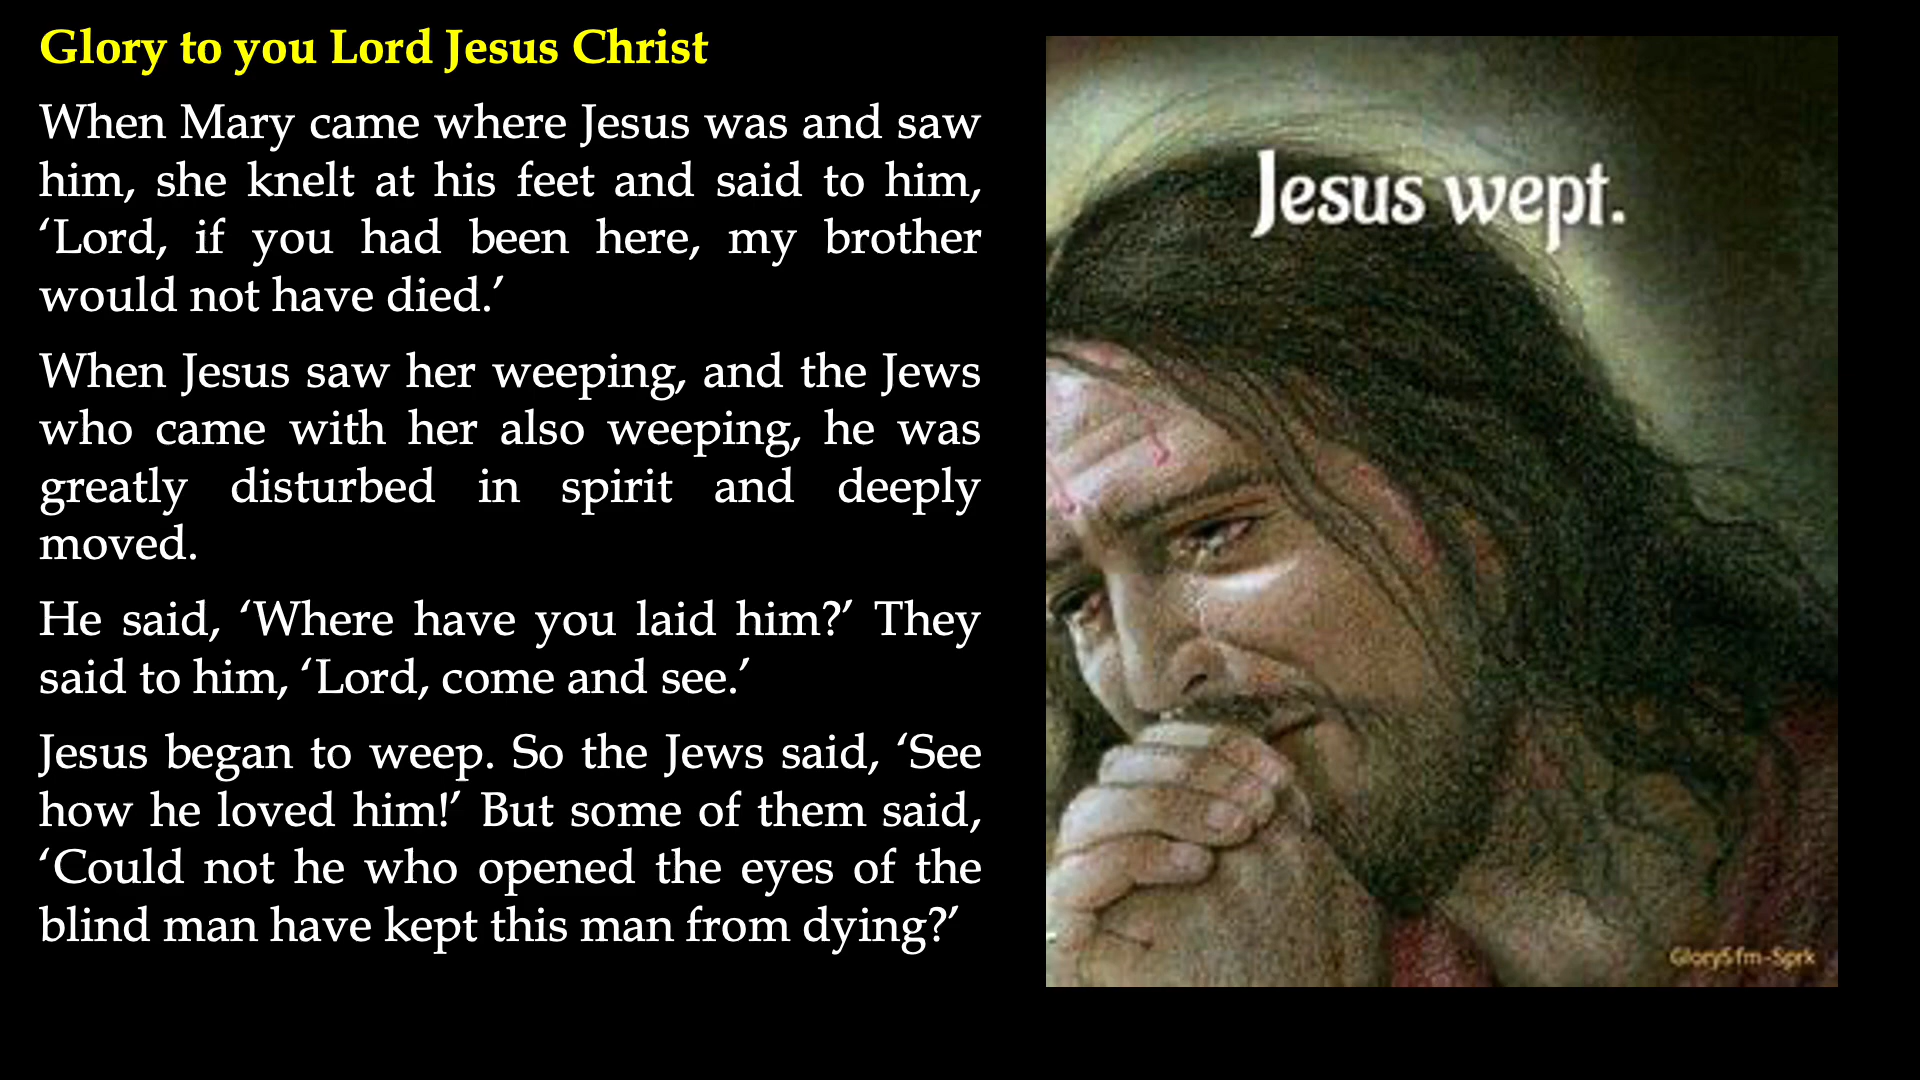 Glory to you Lord Jesus Christ
When Mary came where Jesus was and saw
him, she knelt at his feet and said to him,
‘Lord, if you had been here, my brother
would not have died.’
When Jesus saw her weeping, and the Jews
who came with her also weeping, he was
greatly disturbed in spirit and deeply
moved.
He said, ‘Where have you laid him?’ They
said to him, ‘Lord, come and see.’
Jesus began to weep. So the Jews said, ‘See
how he loved him!’ But some of them said,
‘Could not he who opened the eyes of the
blind man have kept this man from dying?’
Jesus wept.
GlorySfm-Sprk